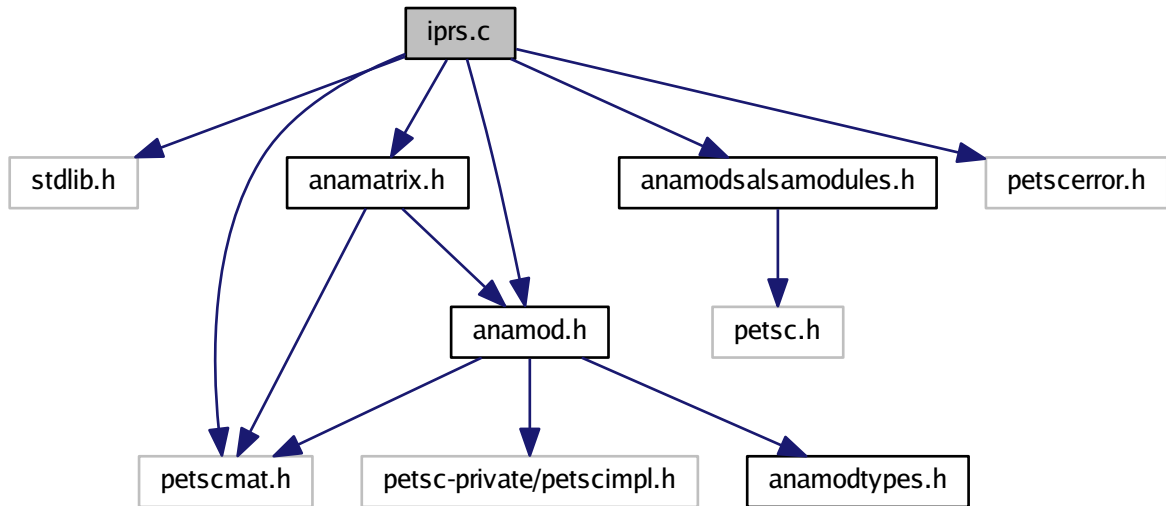 iprs.c
stdlib.h
anamatrix.h
anamodsalsamodules.h
petscerror.h
anamod.h
petsc.h
petscmat.h
petsc-private/petscimpl.h
anamodtypes.h